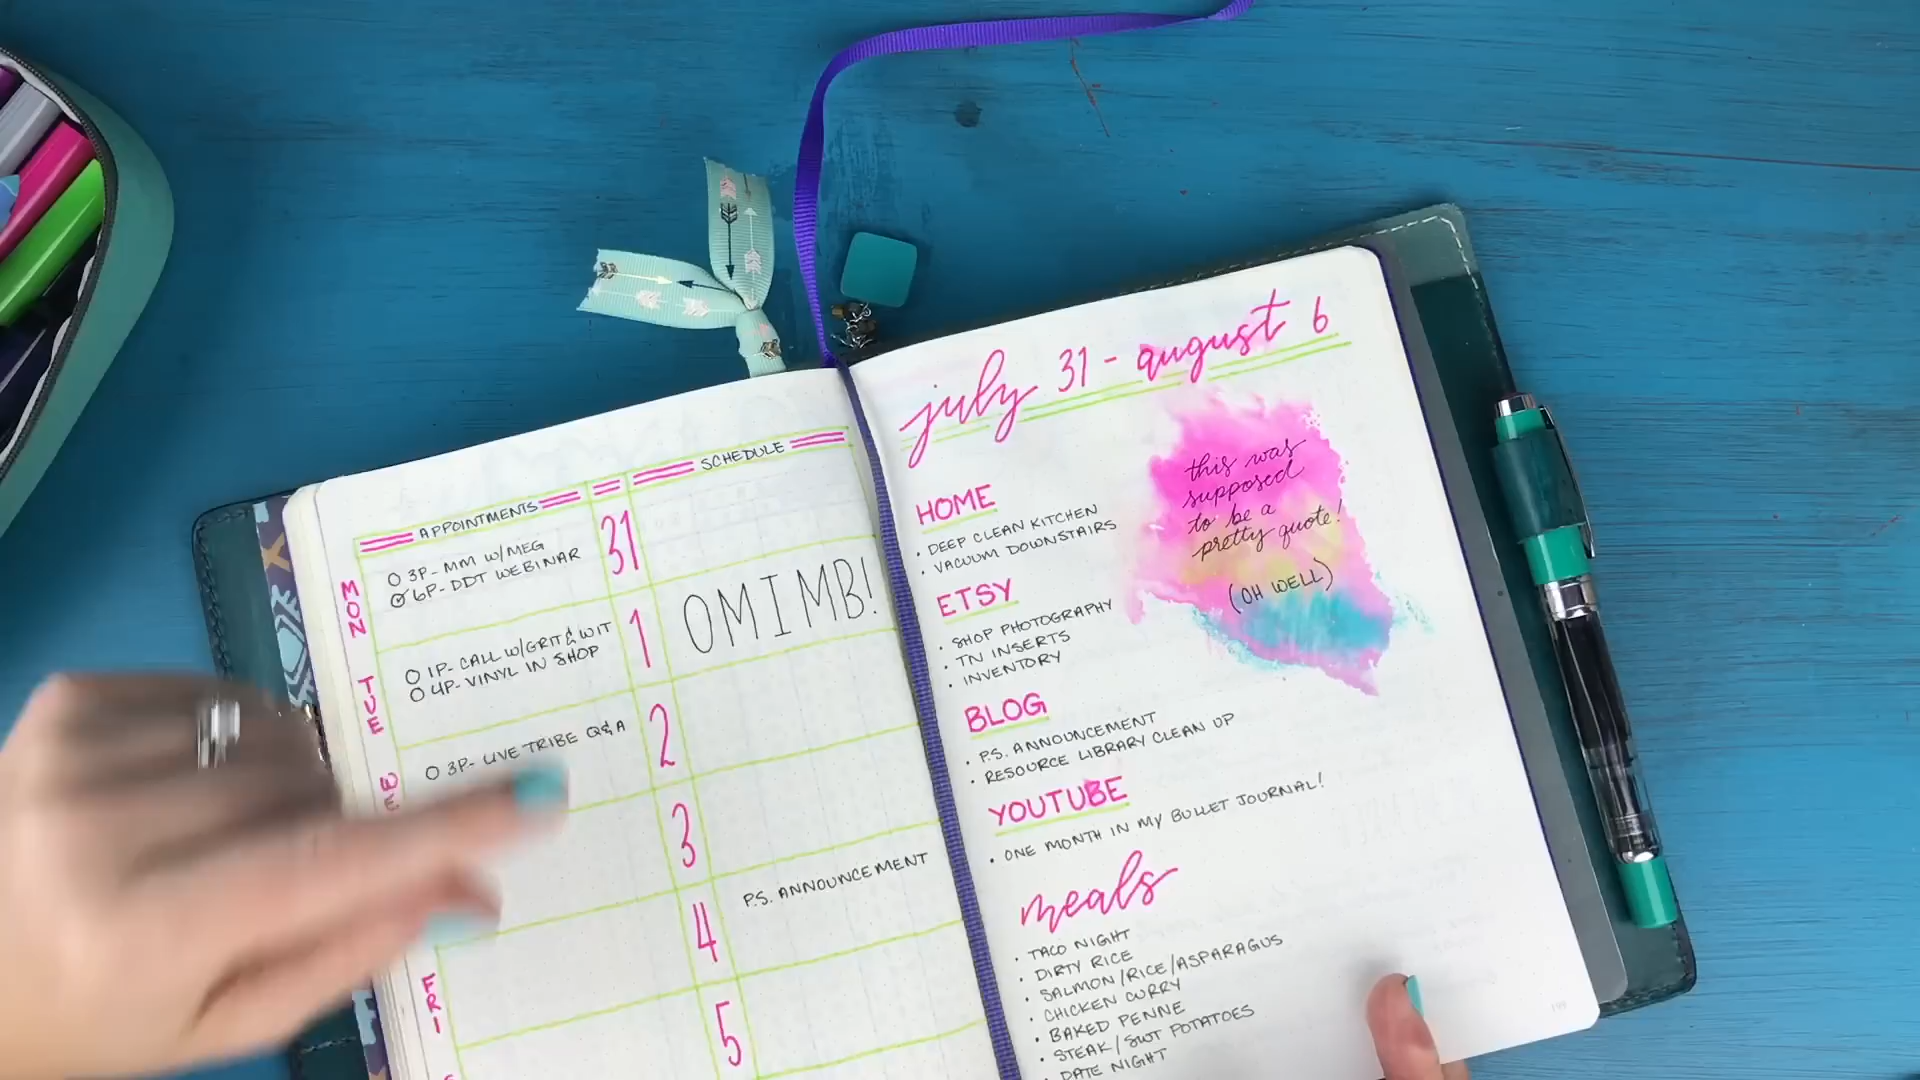 APPOINTMENTS
SCHEDULE
MON
31
O 3P- MM W/MEG
O 6P- DDT WEBINAR
TUE
1
O 1P- CALL W/GRIT & WIT
O 4P- VINYL IN SHOP
OMIMB!
WE
2
O 3P- LIVE TRIBE Q&A
3
4
P.S. ANNOUNCEMENT
FRI
5
july 31 - august 6
this was
supposed
to be a
pretty quote!
(OH WELL)
HOME
• DEEP CLEAN KITCHEN
• VACUUM DOWNSTAIRS
ETSY
• SHOP PHOTOGRAPHY
• TN INSERTS
• INVENTORY
BLOG
• P.S. ANNOUNCEMENT
• RESOURCE LIBRARY CLEAN UP
YOUTUBE
• ONE MONTH IN MY BULLET JOURNAL!
meals
• TACO NIGHT
• DIRTY RICE
• SALMON/RICE/ASPARAGUS
• CHICKEN CURRY
• BAKED PENNE
• STEAK/SWT POTATOES
• DATE NIGHT